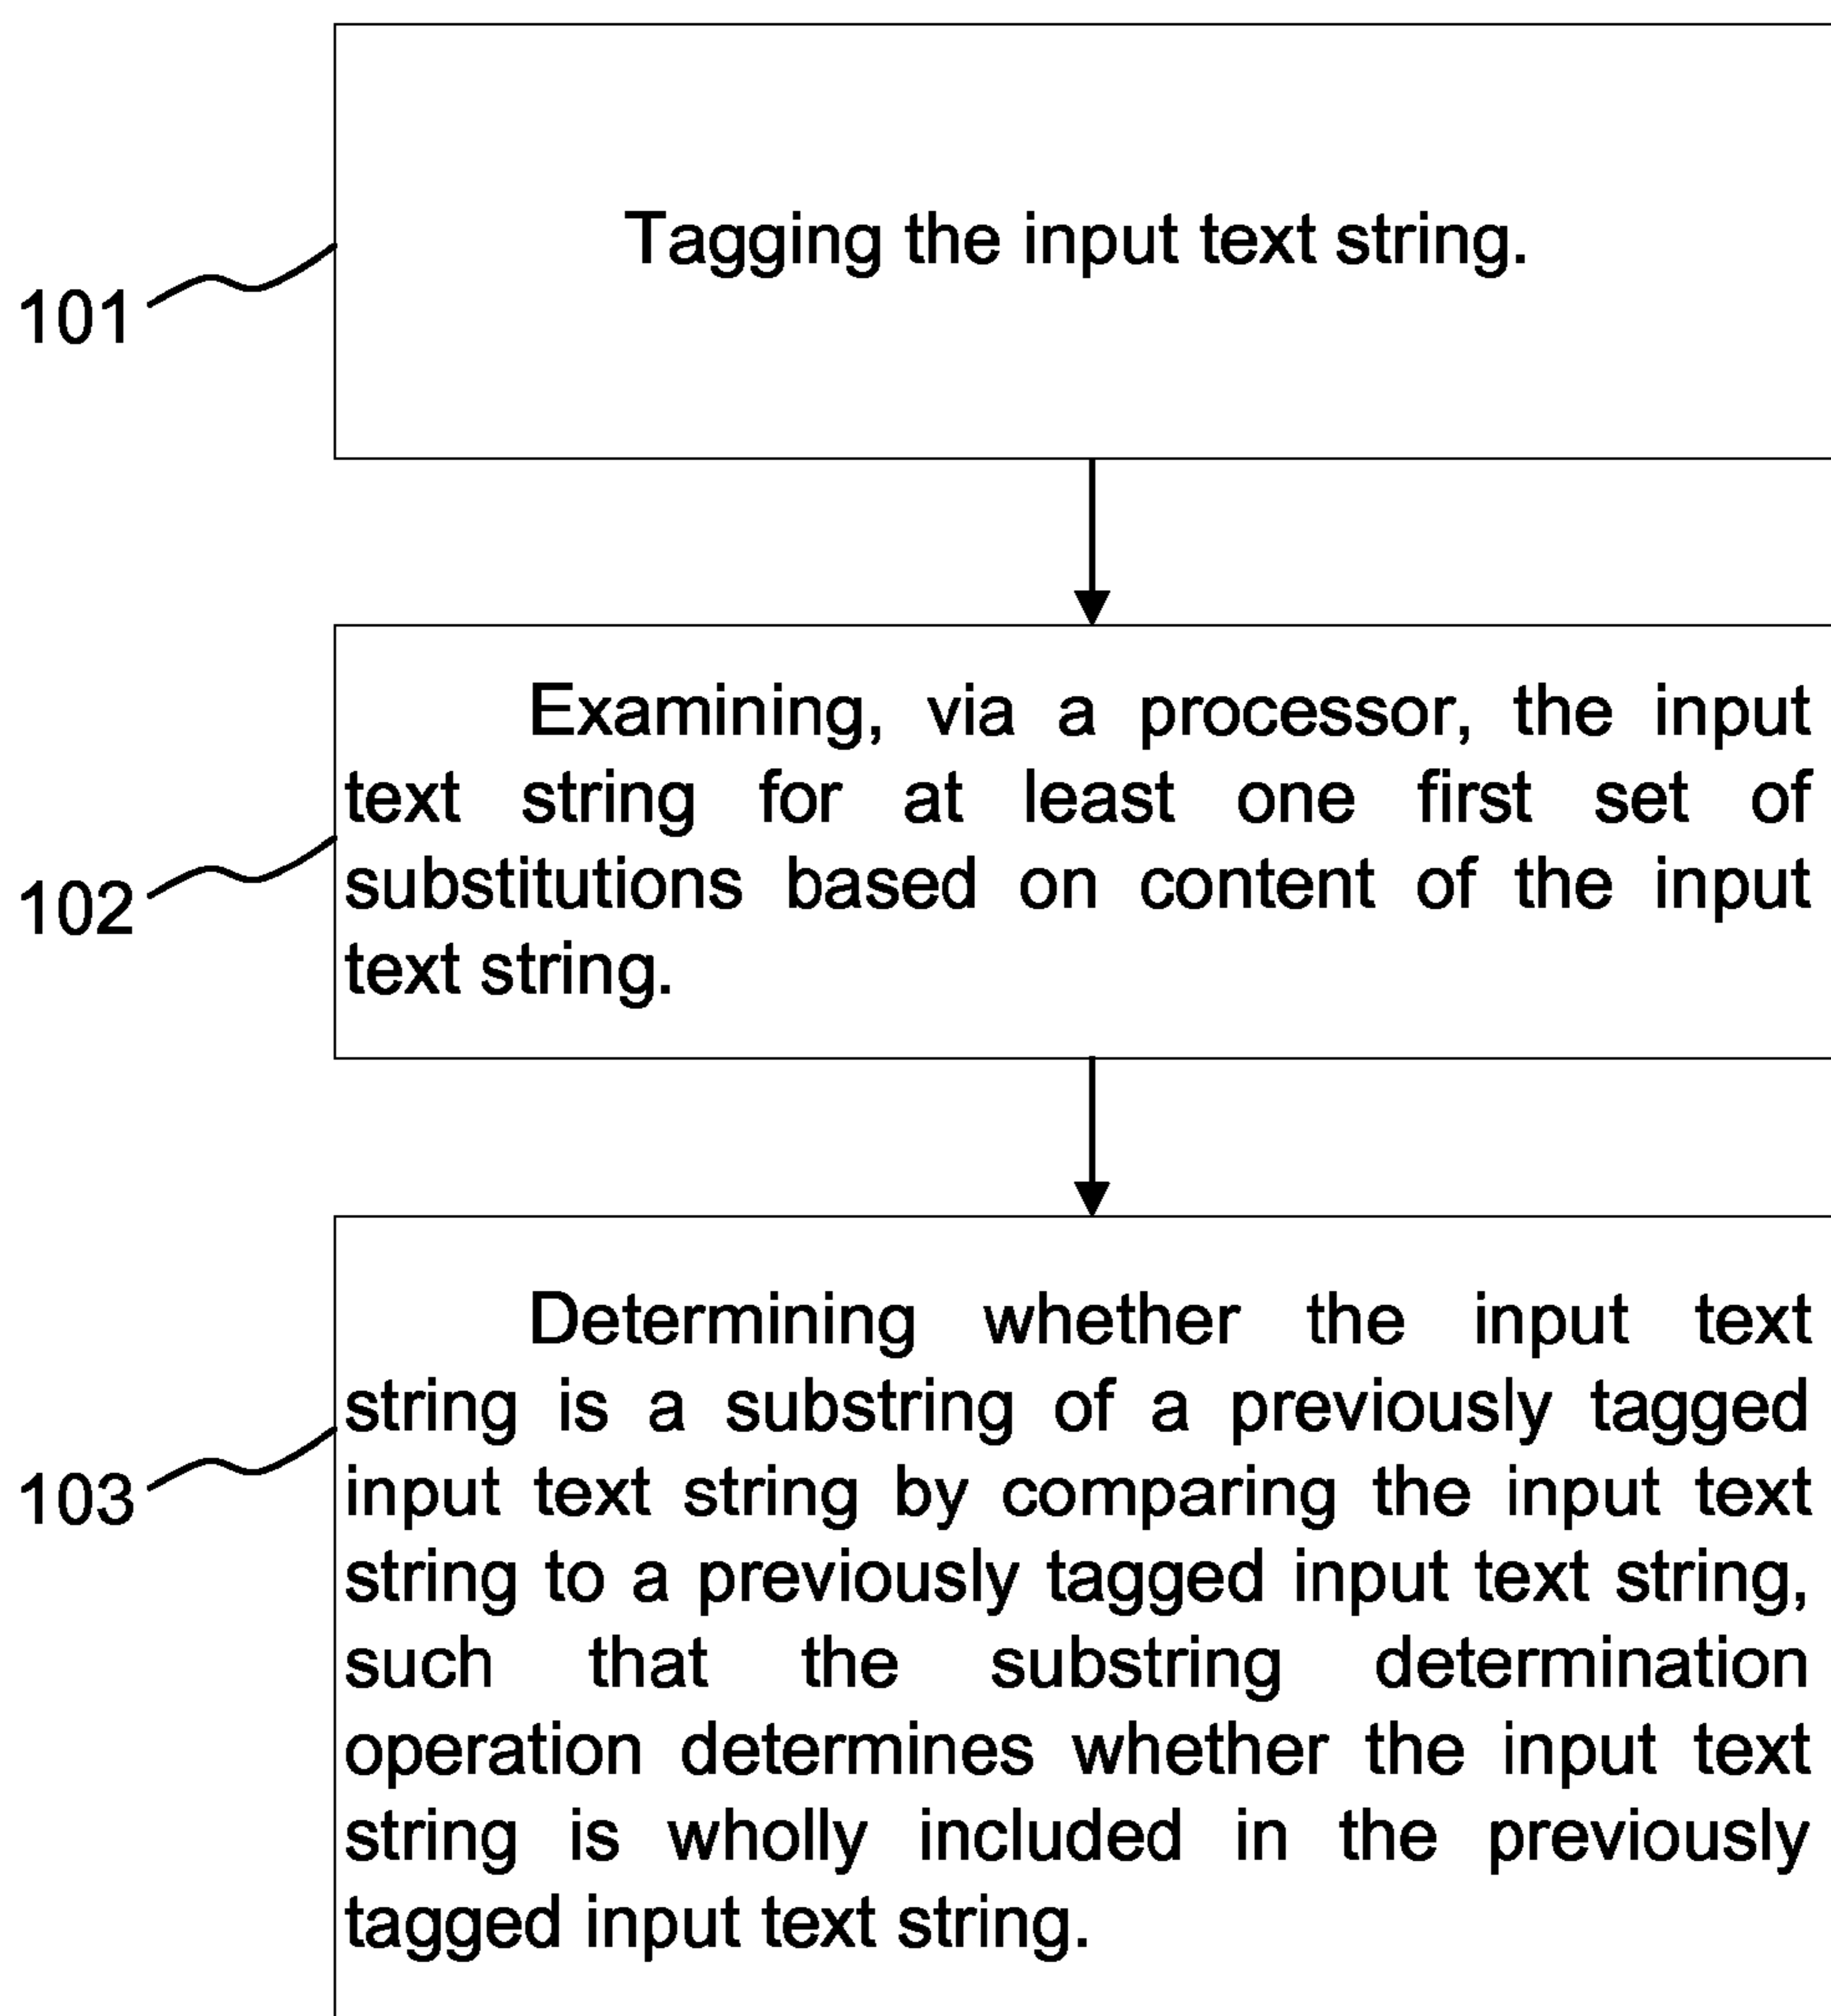 Tagging the input text string.
101
Examining, via a processor, the input
text string for at least one first set of
substitutions based on content of the input
text string.
102
Determining whether the input text
string is a substring of a previously tagged
input text string by comparing the input text
string to a previously tagged input text string,
such that the substring determination
operation determines whether the input text
string is wholly included in the previously
tagged input text string.
103